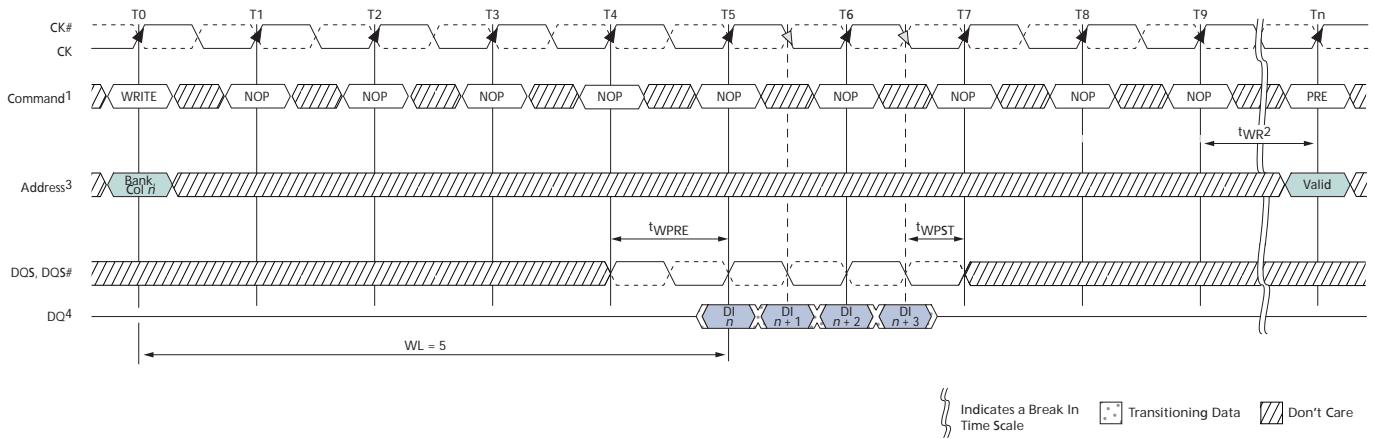 T0 T1 T2 T3 T4 T5 T6 T7 T8 T9 Tn
CK#
CK
Command1 WRITE NOP NOP NOP NOP NOP NOP NOP NOP NOP PRE
tWR2
Address3 Bank, Col n Valid
tWPRE tWPST
DQS, DQS#
DQ4 DI n DI n + 1 DI n + 2 DI n + 3
WL = 5
Indicates a Break In
Time Scale
Transitioning Data
Don't Care